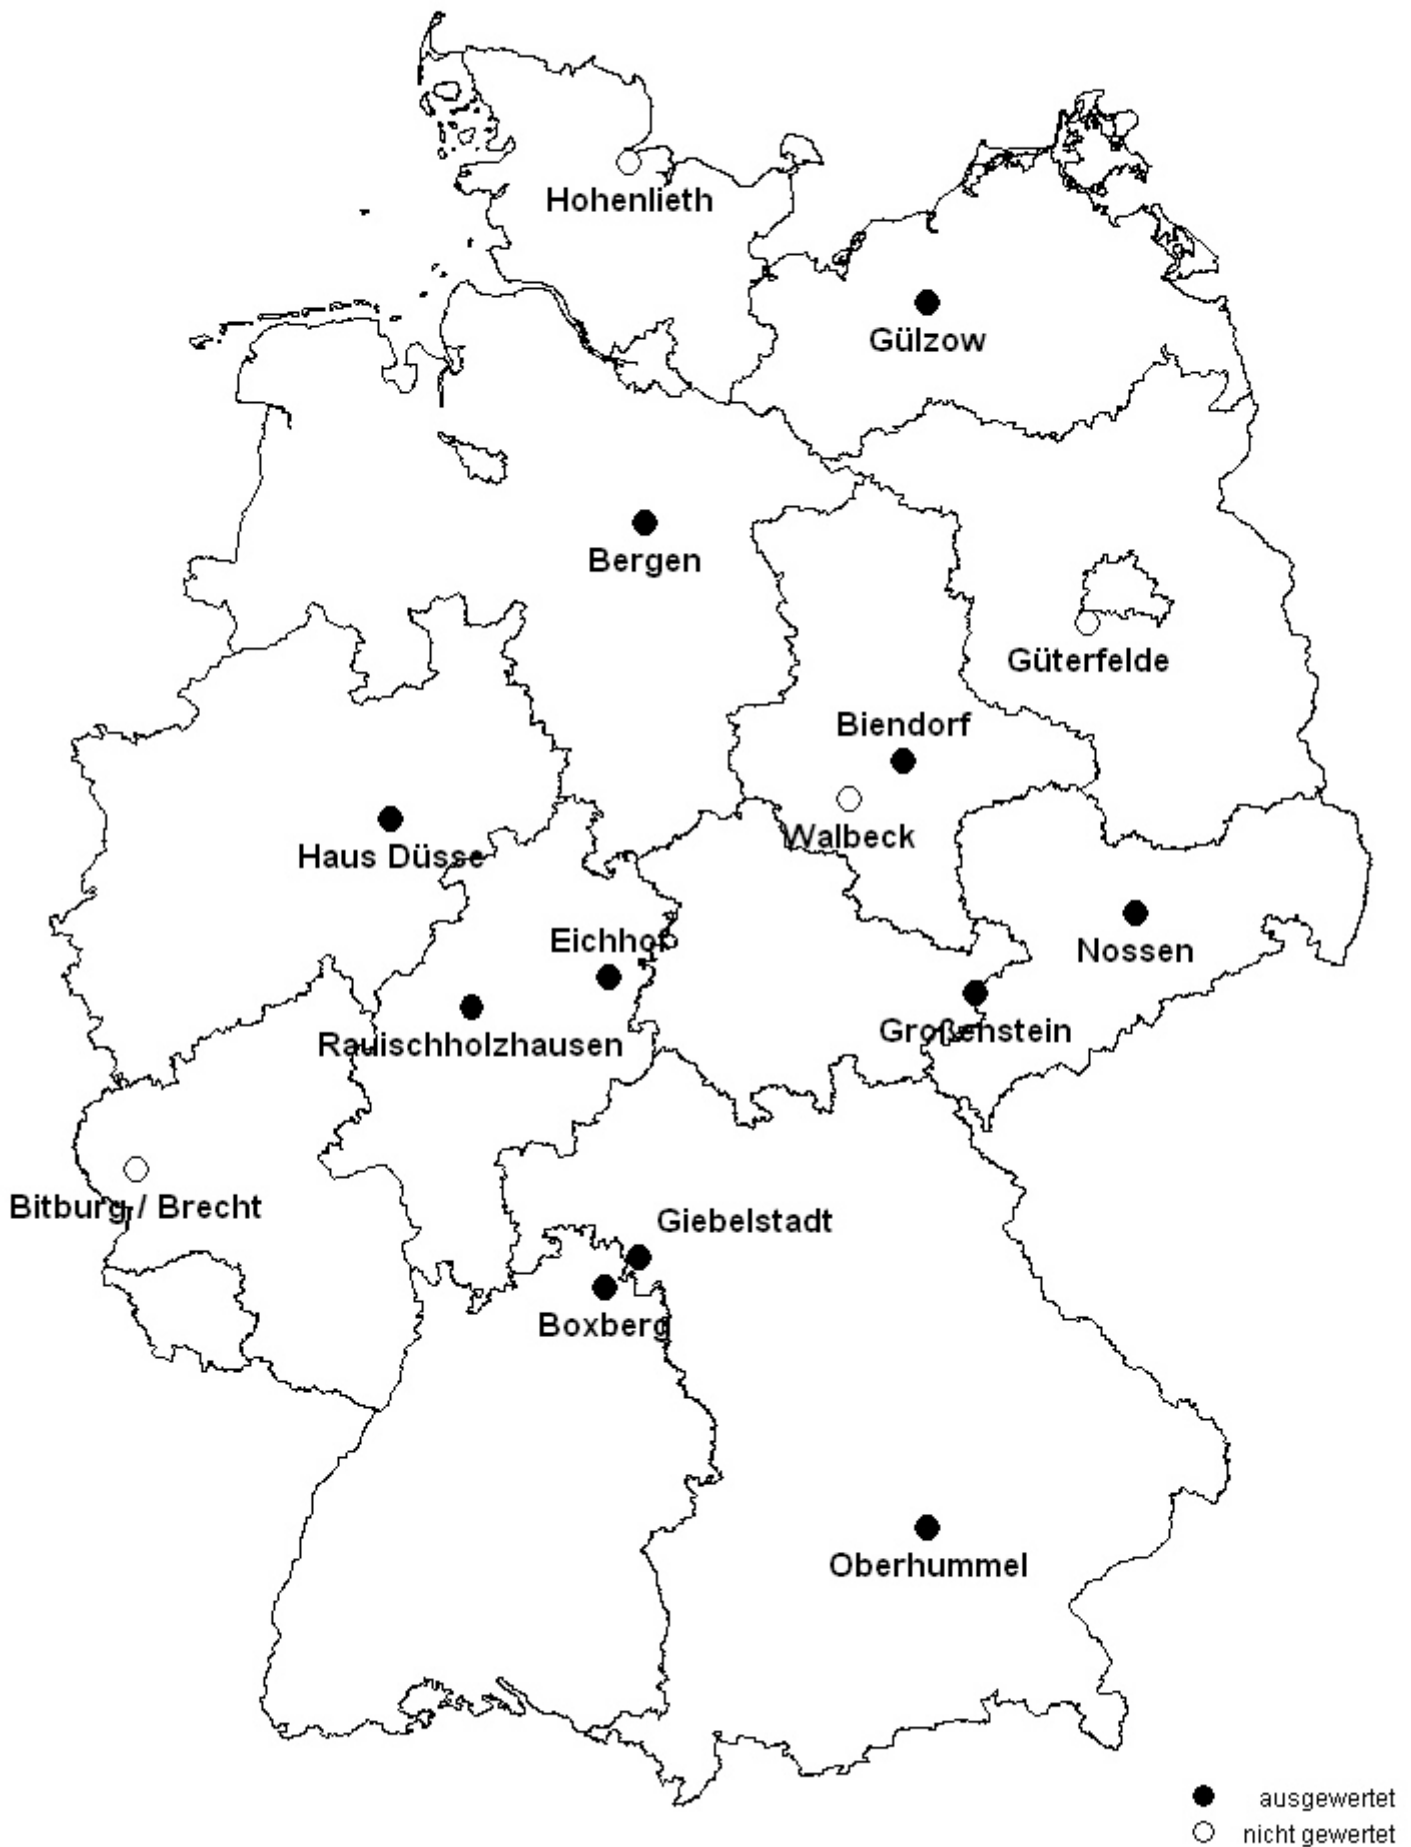 Hohenlieth
Gülzow
Bergen
Güterfelde
Biendorf
Walbeck
Haus Düsse
Eichhof
Nossen
Großenstein
Rauischholzhausen
Bitburg / Brecht
Giebelstadt
Boxberg
Oberhummel
ausgewertet
nicht gewertet